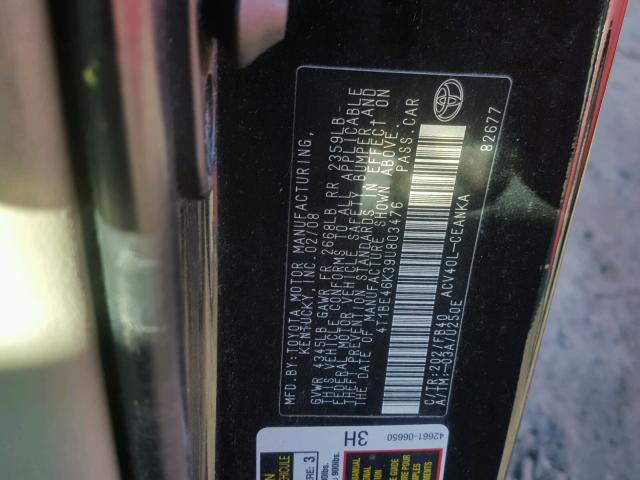 MFD.BY:TOYOTA MOTOR MANUFACTURING,
KENTUCKY,INC.02/08
GVWR 4345LB GAWR FR 2668LB RR 2359LB
THIS VEHICLE CONFORMS TO ALL APPLICABLE
FEDERAL MOTOR VEHICLE SAFETY,BUMPER,AND
THEFT PREVENTION STANDARDS IN EFFECT ON
THE DATE OF MANUFACTURE SHOWN ABOVE.
4T1BE46K39U803476 PASS.CAR
C/TR:202/FB40 ACV40L-CEANKA
A/TM:-03A/U250E
82677
42661-06650
3H
MANUAL